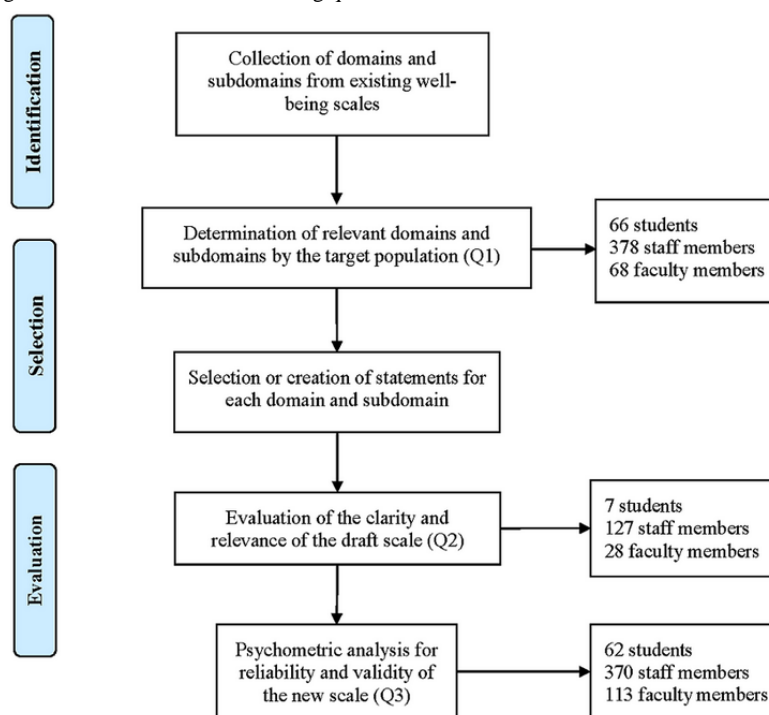 Identification
Collection of domains and
subdomains from existing well-
being scales
Determination of relevant domains and
subdomains by the target population (Q1)
66 students
378 staff members
68 faculty members
Selection
Selection or creation of statements for
each domain and subdomain
Evaluation
Evaluation of the clarity and
relevance of the draft scale (Q2)
7 students
127 staff members
28 faculty members
Psychometric analysis for
reliability and validity of
the new scale (Q3)
62 students
370 staff members
113 faculty members